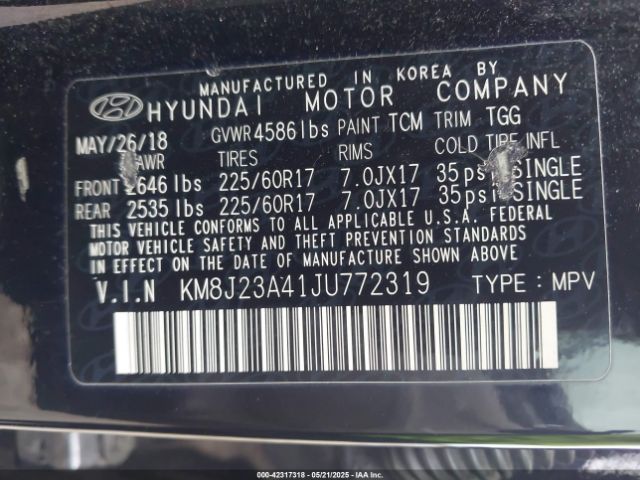 MANUFACTURED IN KOREA BY
HYUNDAI MOTOR COMPANY
MAY/26/18 GVWR 4586 lbs PAINT TCM TRIM TGG
TIRES RIMS COLD TIRE INFL
FRONT 2646 lbs 225/60R17 7.0JX17 35 psi SINGLE
REAR 2535 lbs 225/60R17 7.0JX17 35 psi SINGLE
THIS VEHICLE CONFORMS TO ALL APPLICABLE U.S.A. FEDERAL
MOTOR VEHICLE SAFETY AND THEFT PREVENTION STANDARDS
IN EFFECT ON THE DATE OF MANUFACTURE SHOWN ABOVE.
V.I.N KM8J23A41JU772319 TYPE : MPV
000-42317318 - 05/21/2025 - IAAI, Inc.